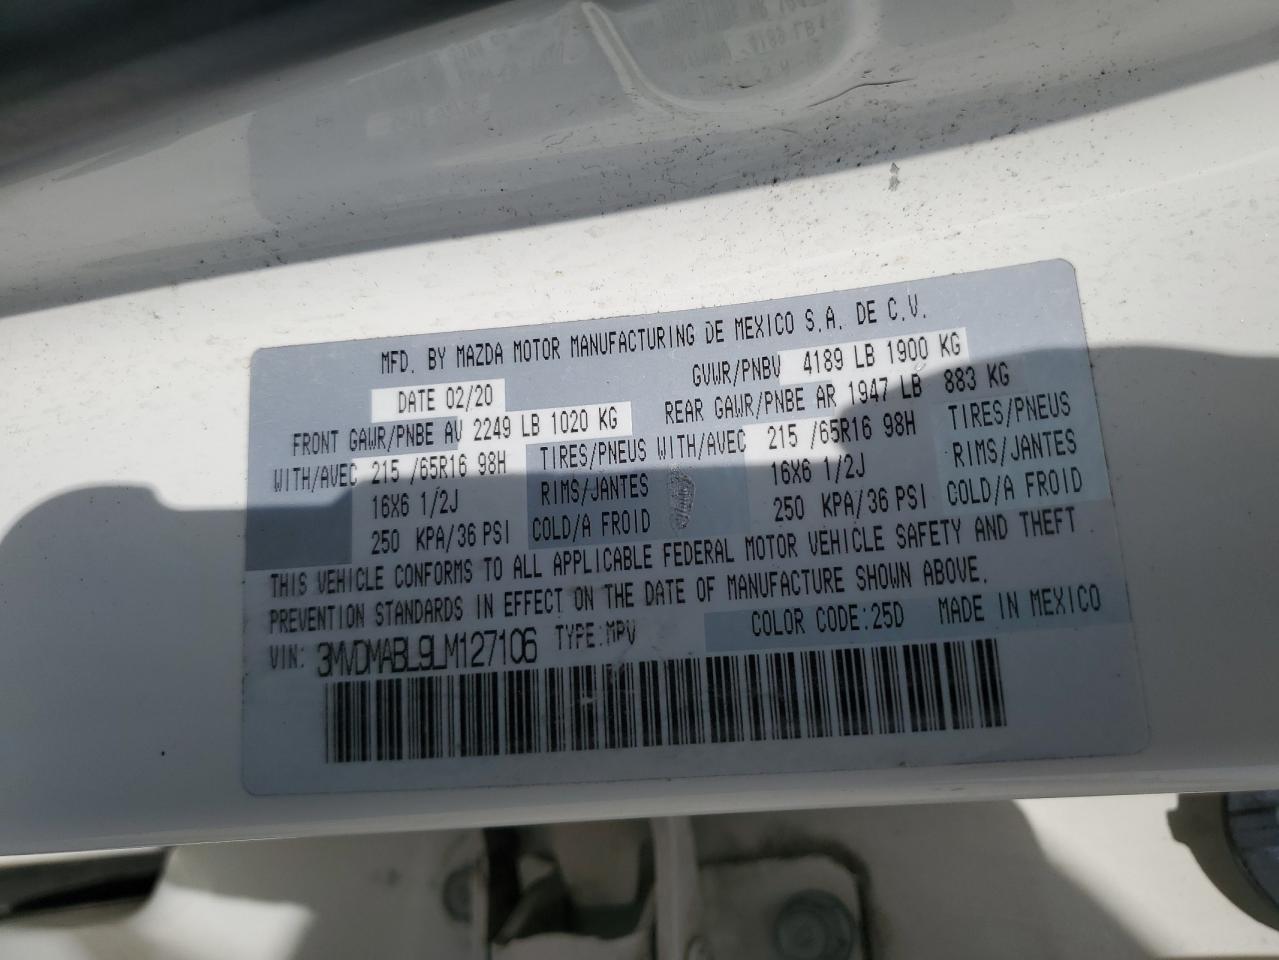 MFD. BY MAZDA MOTOR MANUFACTURING DE MEXICO S.A. DE C.V.
DATE 02/20 GVWR/PNBV 4189 LB 1900 KG
FRONT GAWR/PNBE AV 2249 LB 1020 KG REAR GAWR/PNBE AR 1947 LB 883 KG
WITH/AVEC 215 /65R16 98H TIRES/PNEUS WITH/AVEC 215 /65R16 98H TIRES/PNEUS
16X6 1/2J RIMS/JANTES 16X6 1/2J RIMS/JANTES
250 KPA/36 PSI COLD/A FROID 250 KPA/36 PSI COLD/A FROID
THIS VEHICLE CONFORMS TO ALL APPLICABLE FEDERAL MOTOR VEHICLE SAFETY AND THEFT
PREVENTION STANDARDS IN EFFECT ON THE DATE OF MANUFACTURE SHOWN ABOVE.
VIN: 3MVDMABL9LM127106 TYPE:MPV COLOR CODE:25D MADE IN MEXICO